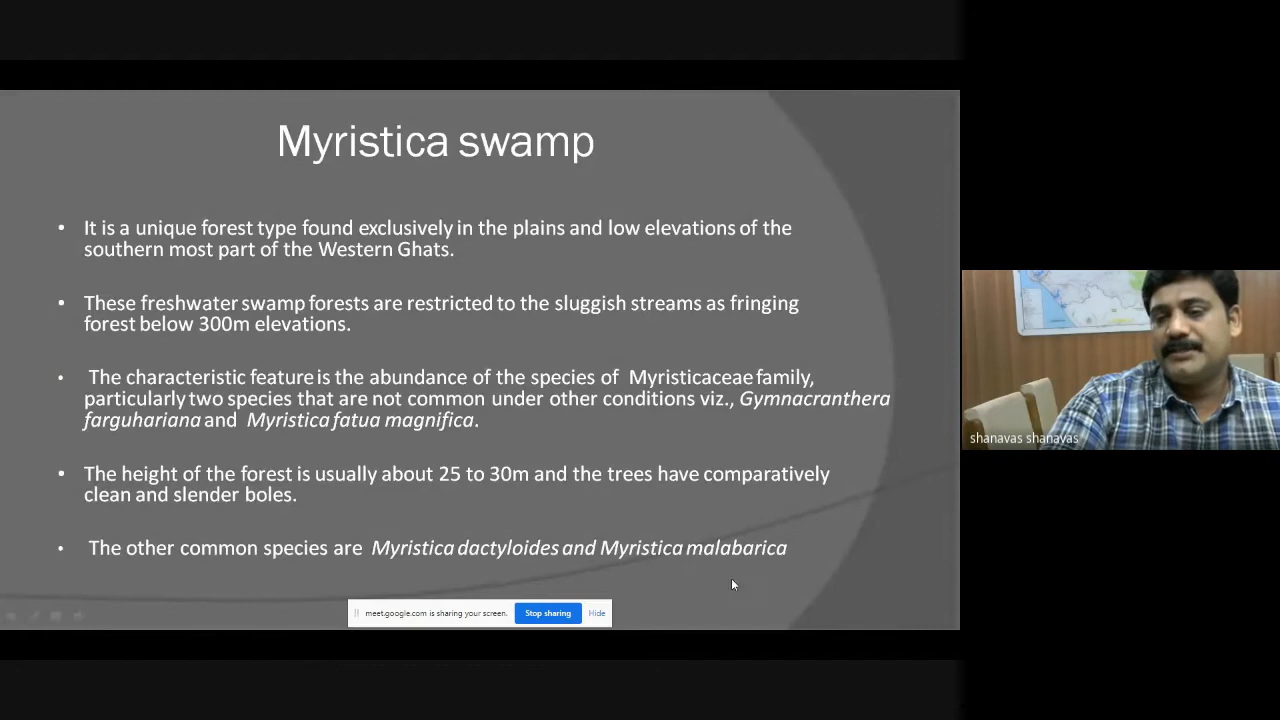 Myristica swamp
• It is a unique forest type found exclusively in the plains and low elevations of the
southern most part of the Western Ghats.
• These freshwater swamp forests are restricted to the sluggish streams as fringing
forest below 300m elevations.
• The characteristic feature is the abundance of the species of Myristicaceae family,
particularly two species that are not common under other conditions viz., Gymnacranthera
farguhariana and Myristica fatua magnifica.
• The height of the forest is usually about 25 to 30m and the trees have comparatively
clean and slender boles.
• The other common species are Myristica dactyloides and Myristica malabarica
meet.google.com is sharing your screen. Stop sharing Hide
shanavas shanavas